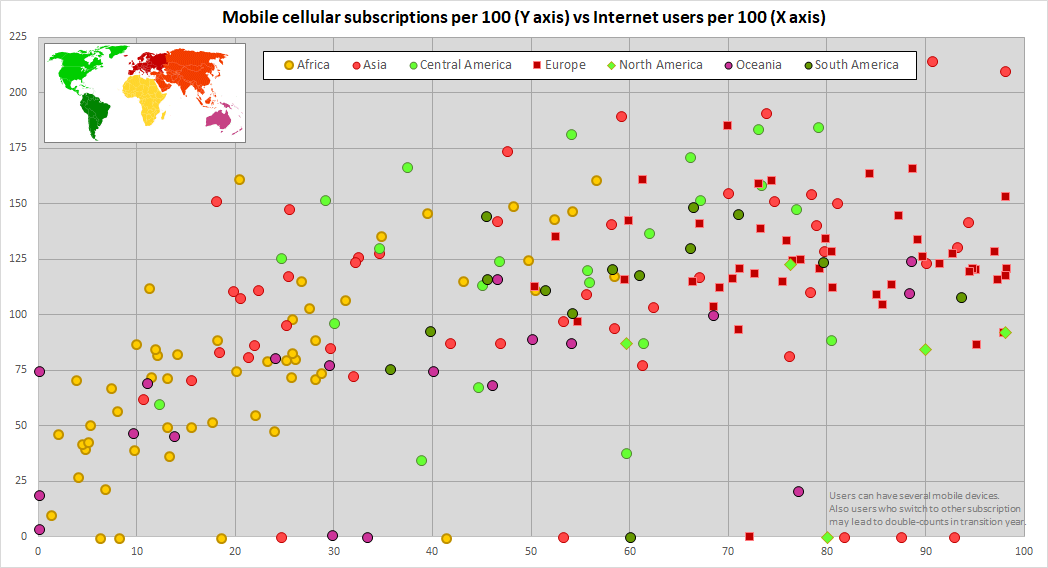 Mobile cellular subscriptions per 100 (Y axis) vs Internet users per 100 (X axis)
225
200
175
150
125
100
75
50
25
0
Africa Asia Central America Europe North America Oceania South America
Users can have several mobile devices.
Also users who switch to other subscription
may lead to double-counts in transition year.
0 10 20 30 40 50 60 70 80 90 100